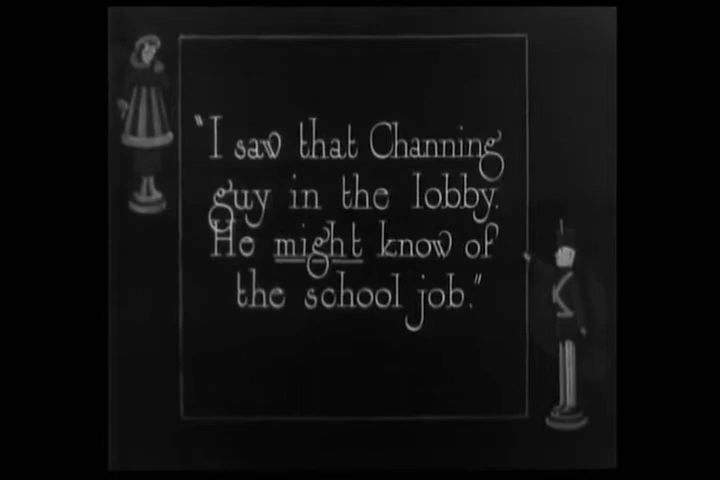 "I saw that Channing
guy in the lobby.
He might know of
the school job."